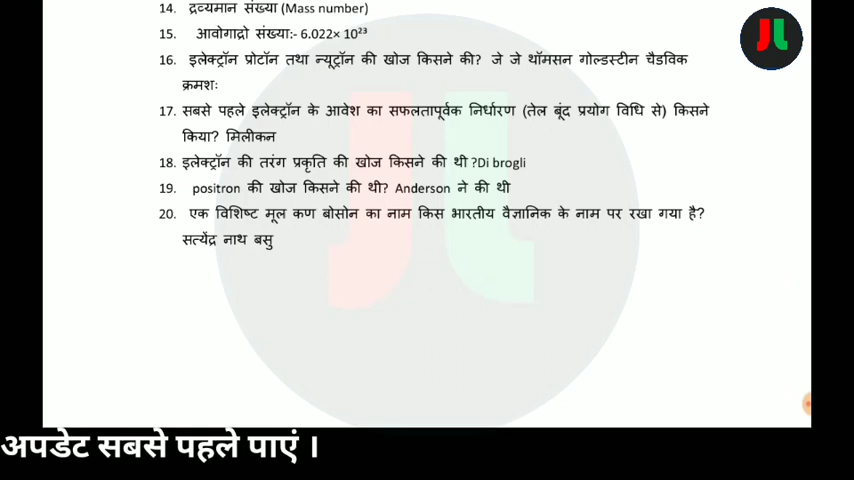 14. द्रव्यमान संख्या (Mass number)
15. आवोगाद्रो संख्या:- 6.022× 10²³
16. इलेक्ट्रॉन प्रोटॉन तथा न्यूट्रॉन की खोज किसने की? जे जे थॉमसन गोल्डस्टीन चैडविक
क्रमशः
17. सबसे पहले इलेक्ट्रॉन के आवेश का सफलतापूर्वक निर्धारण (तेल बूंद प्रयोग विधि से) किसने
किया? मिलीकन
18. इलेक्ट्रॉन की तरंग प्रकृति की खोज किसने की थी ?Di brogli
19. positron की खोज किसने की थी? Anderson ने की थी
20. एक विशिष्ट मूल कण बोसोन का नाम किस भारतीय वैज्ञानिक के नाम पर रखा गया है?
सत्येंद्र नाथ बसु
अपडेट सबसे पहले पाएं ।